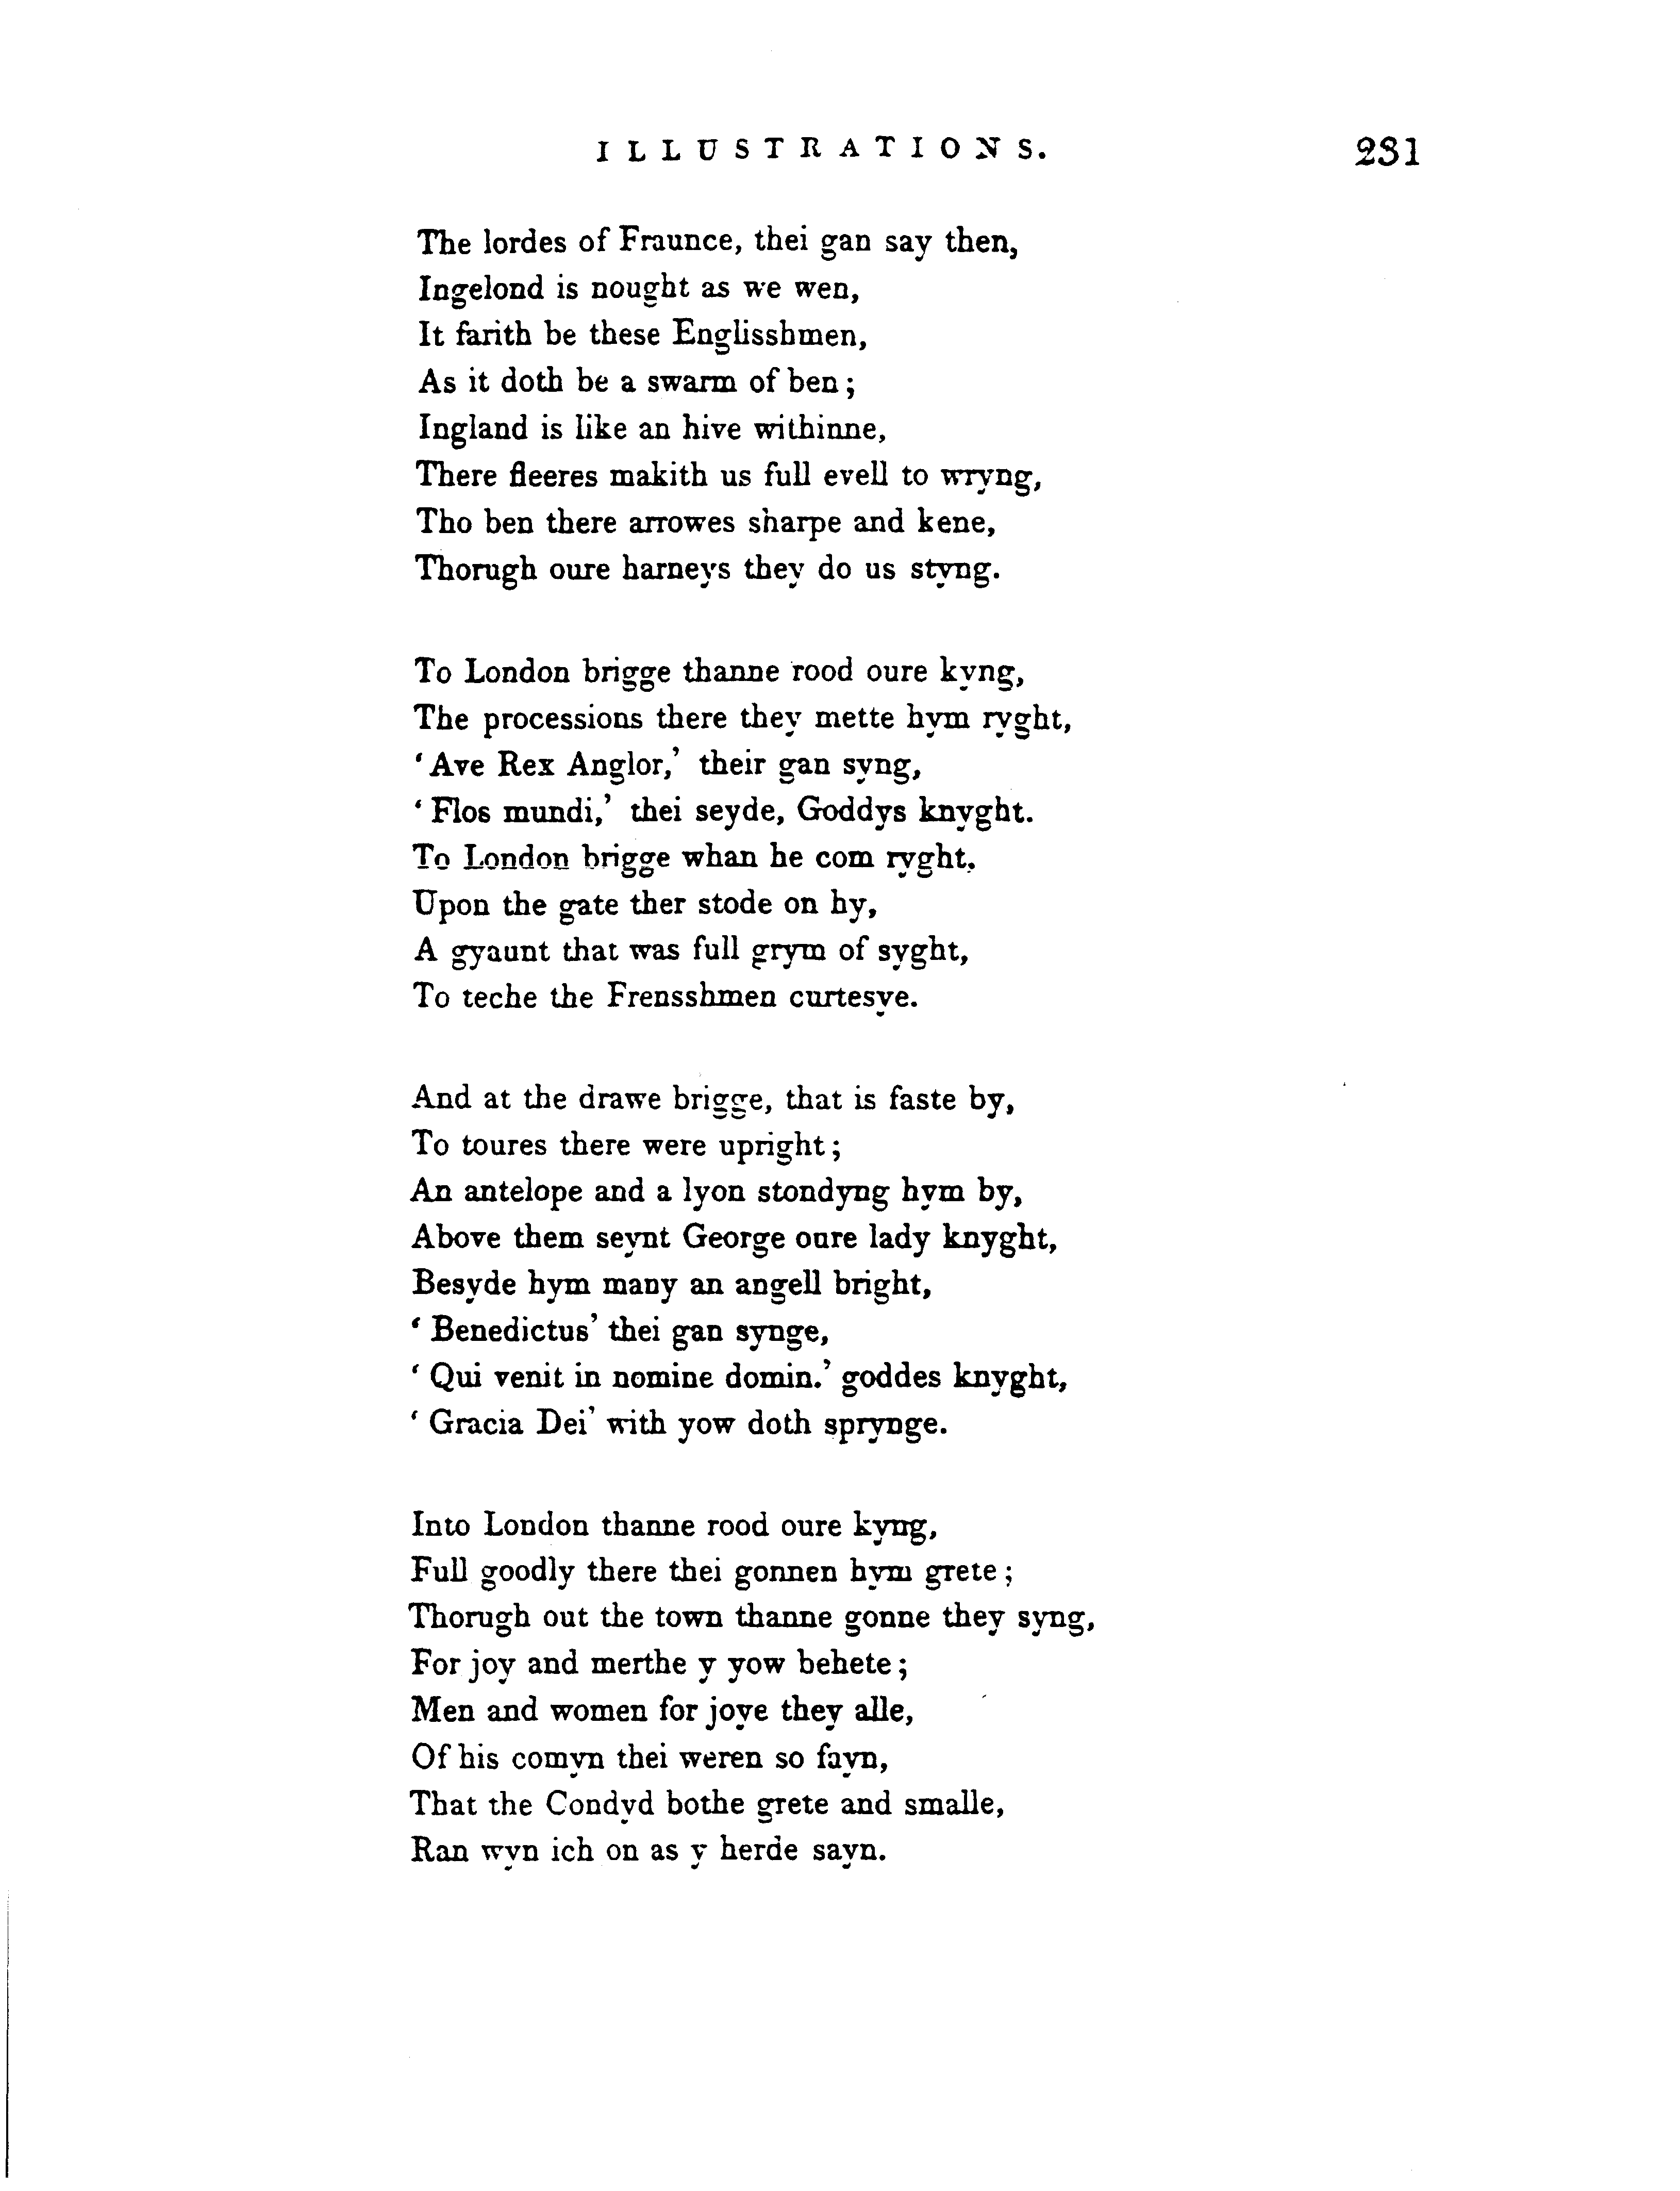 ILLUSTRATIONS. 231
The lordes of Fraunce, thei gan say then,
Ingelond is nought as we wen,
It farith be these Englisshmen,
As it doth be a swarm of ben;
Ingland is like an hive withinne,
There fleeres makith us full evell to wryng,
Tho ben there arrowes sharpe and kene,
Thorugh oure harneys they do us styng.
To London brigge thanne rood oure kyng,
The processions there they mette hym ryght,
‘Ave Rex Anglor,’ their gan syng,
‘Flos mundi,’ thei seyde, Goddys knyght.
To London brigge whan he com ryght,
Upon the gate ther stode on hy,
A gyaunt that was full grym of syght,
To teche the Frensshmen curtesye.
And at the drawe brigge, that is faste by,
To toures there were upright;
An antelope and a lyon stondyng hym by,
Above them seynt George oure lady knyght,
Besyde hym many an angell bright,
‘Benedictus’ thei gan synge,
‘Qui venit in nomine domin.’ goddes knyght,
‘Gracia Dei’ with yow doth sprynge.
Into London thanne rood oure kyng,
Full goodly there thei gonnen hym grete;
Thorugh out the town thanne gonne they syng,
For joy and merthe y yow behete;
Men and women for joye they alle,
Of his comyn thei weren so fayn,
That the Condyd bothe grete and smalle,
Ran wyn ich on as y herde sayn.